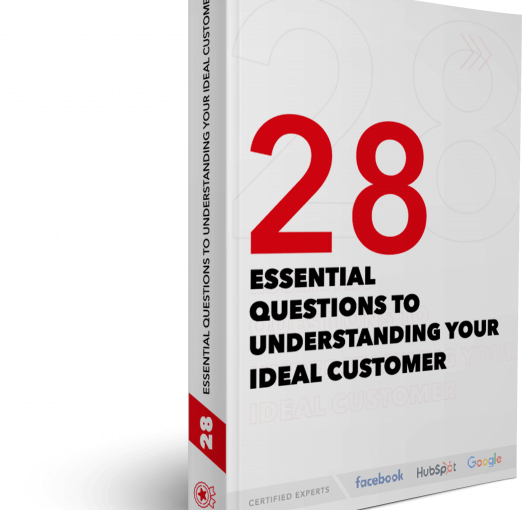 28
ESSENTIAL
QUESTIONS TO
UNDERSTANDING YOUR
IDEAL CUSTOMER
CERTIFIED EXPERTS facebook HubSpot Google
28 ESSENTIAL QUESTIONS TO UNDERSTANDING YOUR IDEAL CUSTOME